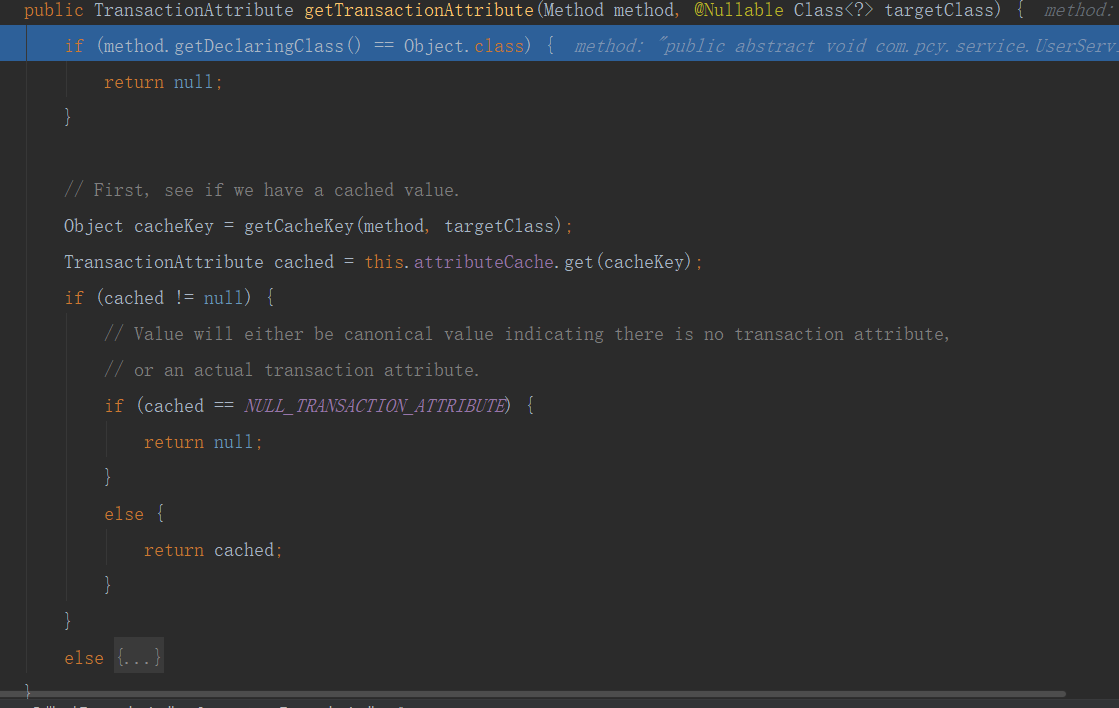 public TransactionAttribute getTransactionAttribute(Method method, @Nullable Class<?> targetClass) {  method:
if (method.getDeclaringClass() == Object.class) {  method: "public abstract void com.pcy.service.UserServ
return null;
}
// First, see if we have a cached value.
Object cacheKey = getCacheKey(method, targetClass);
TransactionAttribute cached = this.attributeCache.get(cacheKey);
if (cached != null) {
// Value will either be canonical value indicating there is no transaction attribute,
// or an actual transaction attribute.
if (cached == NULL_TRANSACTION_ATTRIBUTE) {
return null;
}
else {
return cached;
}
}
else {...}
}